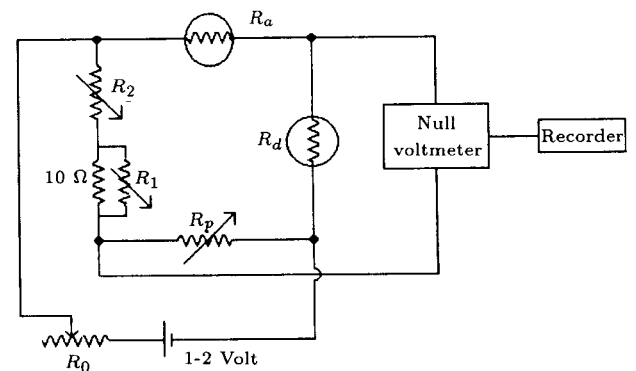 R_a
R_2
R_d
Null
voltmeter
Recorder
10 Ω
R_1
R_p
R_0
1-2 Volt